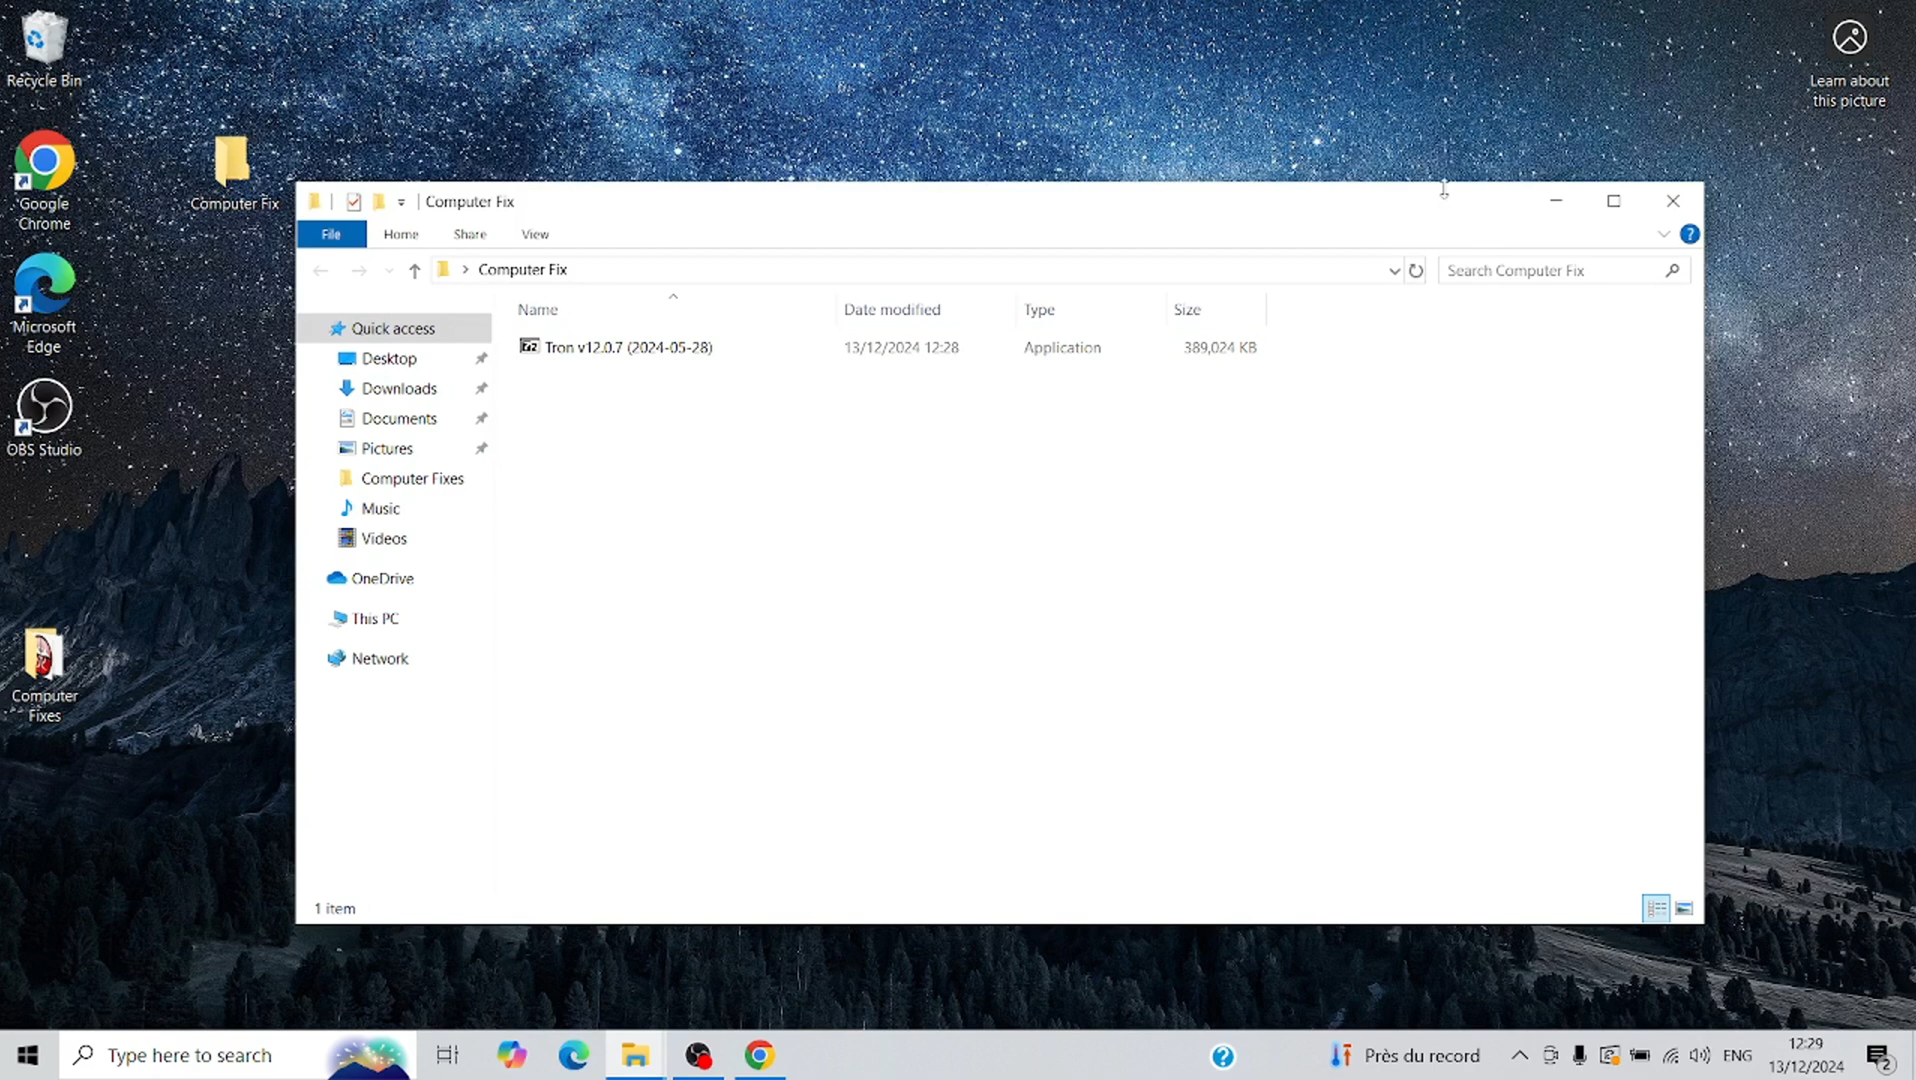 Recycle Bin
Google
Chrome
Microsoft
Edge
OBS Studio
Computer
Fixes
Computer Fix
Learn about
this picture
Computer Fix
File
Home
Share
View
Computer Fix
Search Computer Fix
Name
Date modified
Type
Size
Tron v12.0.7 (2024-05-28)
13/12/2024 12:28
Application
389,024 KB
Quick access
Desktop
Downloads
Documents
Pictures
Computer Fixes
Music
Videos
OneDrive
This PC
Network
1 item
Type here to search
Près du record
ENG
12:29
13/12/2024
2